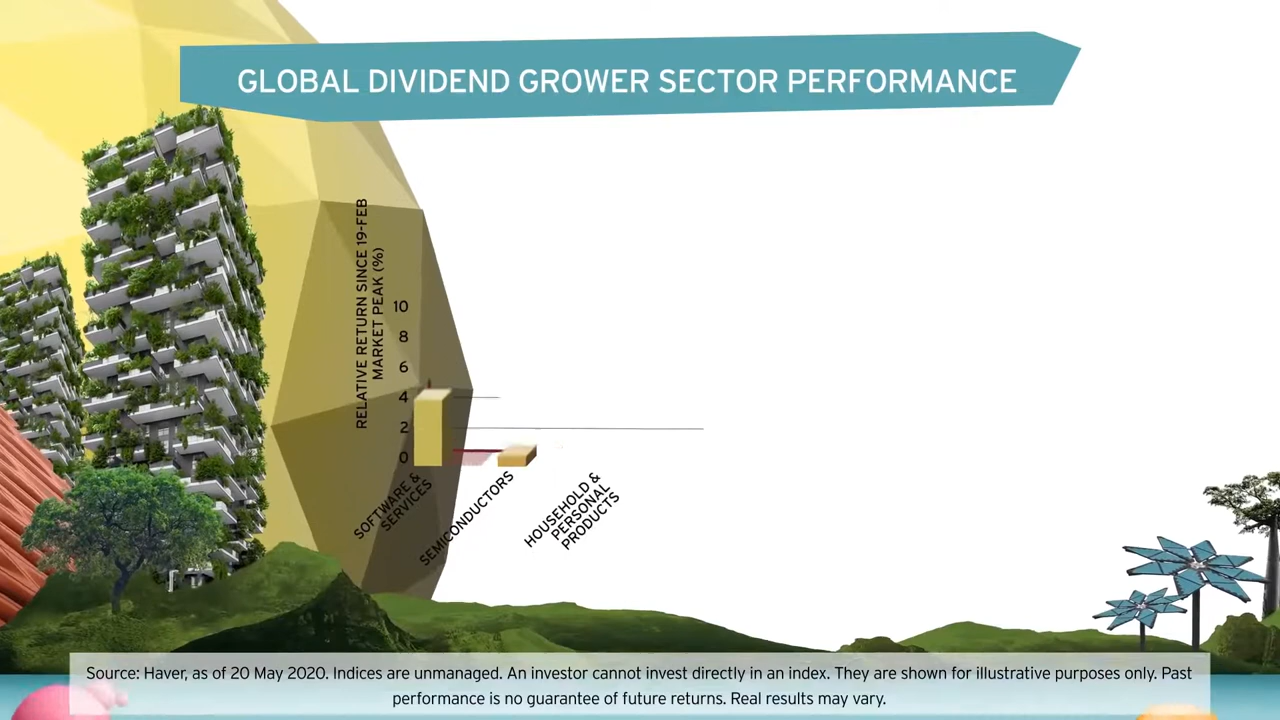 GLOBAL DIVIDEND GROWER SECTOR PERFORMANCE
RELATIVE RETURN SINCE 19-FEB
MARKET PEAK (%)
10
8
6
4
2
0
SOFTWARE &
SERVICES
SEMICONDUCTORS
HOUSEHOLD &
PERSONAL
PRODUCTS
Source: Haver, as of 20 May 2020. Indices are unmanaged. An investor cannot invest directly in an index. They are shown for illustrative purposes only. Past
performance is no guarantee of future returns. Real results may vary.